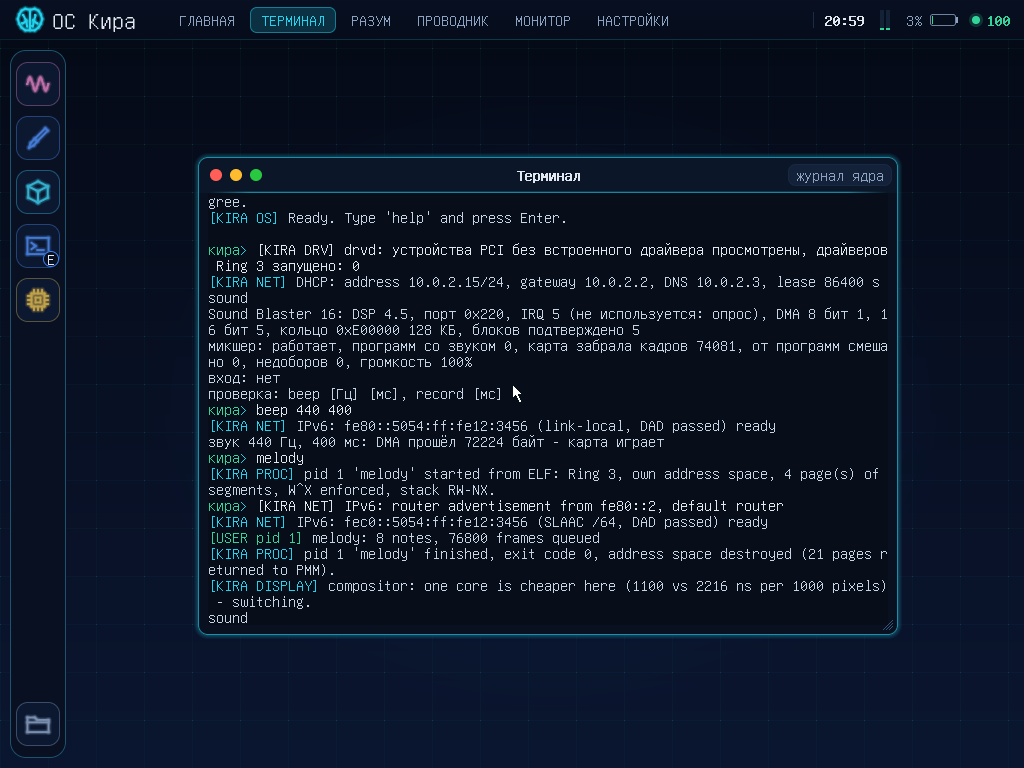 ОС Кира ГЛАВНАЯ ТЕРМИНАЛ РАЗУМ ПРОВОДНИК МОНИТОР НАСТРОЙКИ 20:59 3% 100
E
Терминал журнал ядра
gree.
[KIRA OS] Ready. Type 'help' and press Enter.
кира> [KIRA DRV] drvd: устройства PCI без встроенного драйвера просмотрены, драйверов
Ring 3 запущено: 0
[KIRA NET] DHCP: address 10.0.2.15/24, gateway 10.0.2.2, DNS 10.0.2.3, lease 86400 s
sound
Sound Blaster 16: DSP 4.5, порт 0x220, IRQ 5 (не используется: опрос), DMA 8 бит 1, 1
6 бит 5, кольцо 0xE00000 128 КБ, блоков подтверждено 5
микшер: работает, программ со звуком 0, карта забрала кадров 74081, от программ смеша
но 0, недоборов 0, громкость 100%
вход: нет
проверка: beep [Гц] [мс], record [мс]
кира> beep 440 400
[KIRA NET] IPv6: fe80::5054:ff:fe12:3456 (link-local, DAD passed) ready
звук 440 Гц, 400 мс: DMA прошёл 72224 байт - карта играет
кира> melody
[KIRA PROC] pid 1 'melody' started from ELF: Ring 3, own address space, 4 page(s) of
segments, W^X enforced, stack RW-NX.
кира> [KIRA NET] IPv6: router advertisement from fe80::2, default router
[KIRA NET] IPv6: fec0::5054:ff:fe12:3456 (SLAAC /64, DAD passed) ready
[USER pid 1] melody: 8 notes, 76800 frames queued
[KIRA PROC] pid 1 'melody' finished, exit code 0, address space destroyed (21 pages r
eturned to PMM).
[KIRA DISPLAY] compositor: one core is cheaper here (1100 vs 2216 ns per 1000 pixels)
- switching.
sound